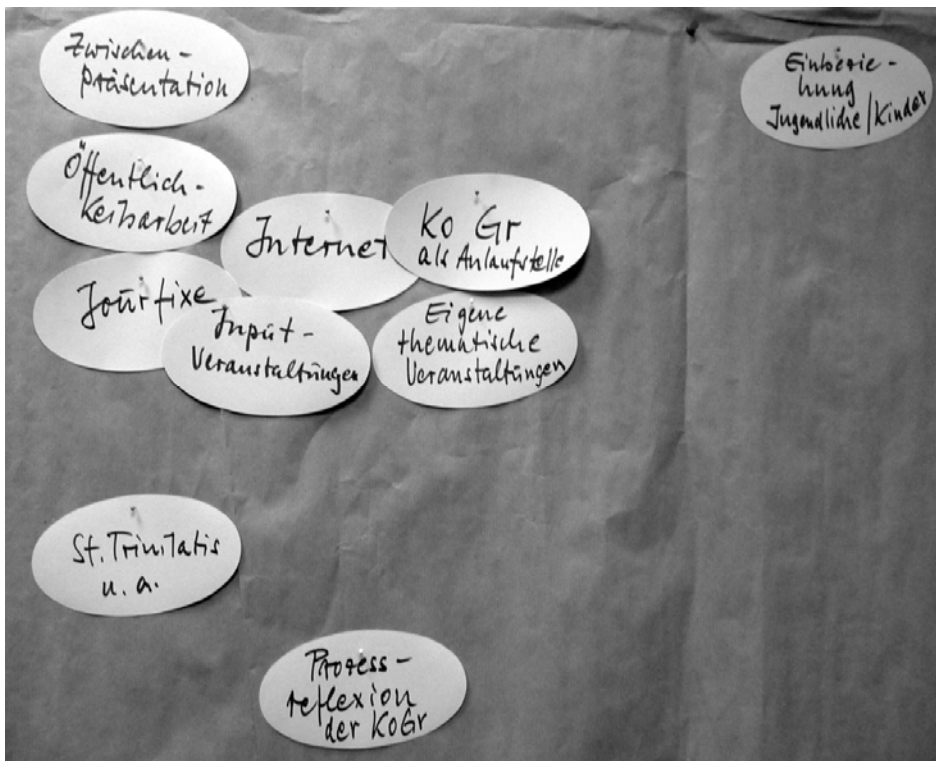 Zwischen-
präsentation
Einbezie-
hung
Jugendliche/Kinder
Öffentlich-
keitsarbeit
Internet
Ko Gr
als Anlaufstelle
Jour fixe
Input-
Veranstaltungen
Eigene
thematische
Veranstaltungen
St. Trinitatis
u. a.
Prozess-
reflexion
der KoGr